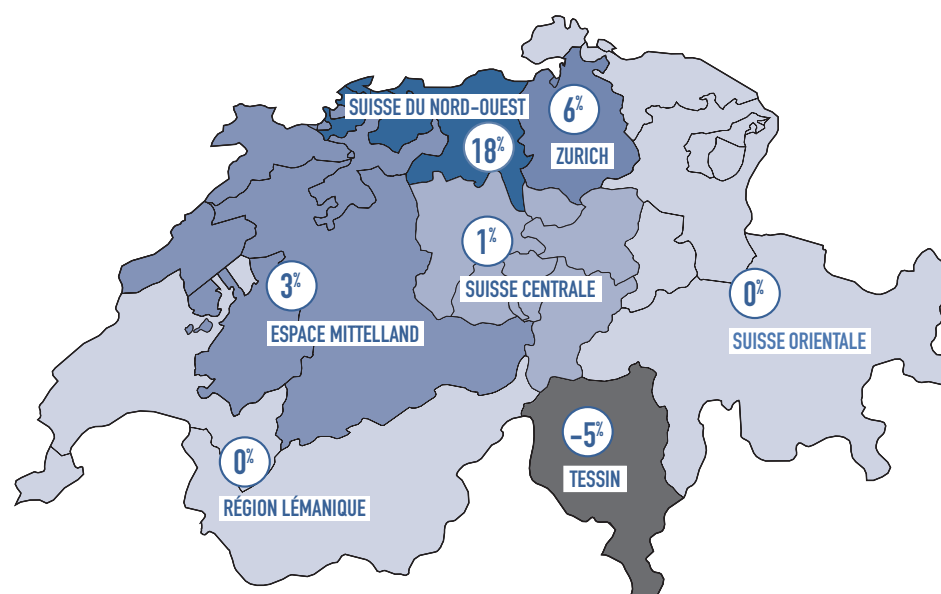 SUISSE DU NORD-OUEST
18%
6%
ZURICH
1%
SUISSE CENTRALE
3%
ESPACE MITTELLAND
0%
SUISSE ORIENTALE
-5%
TESSIN
0%
RÉGION LÉMANIQUE